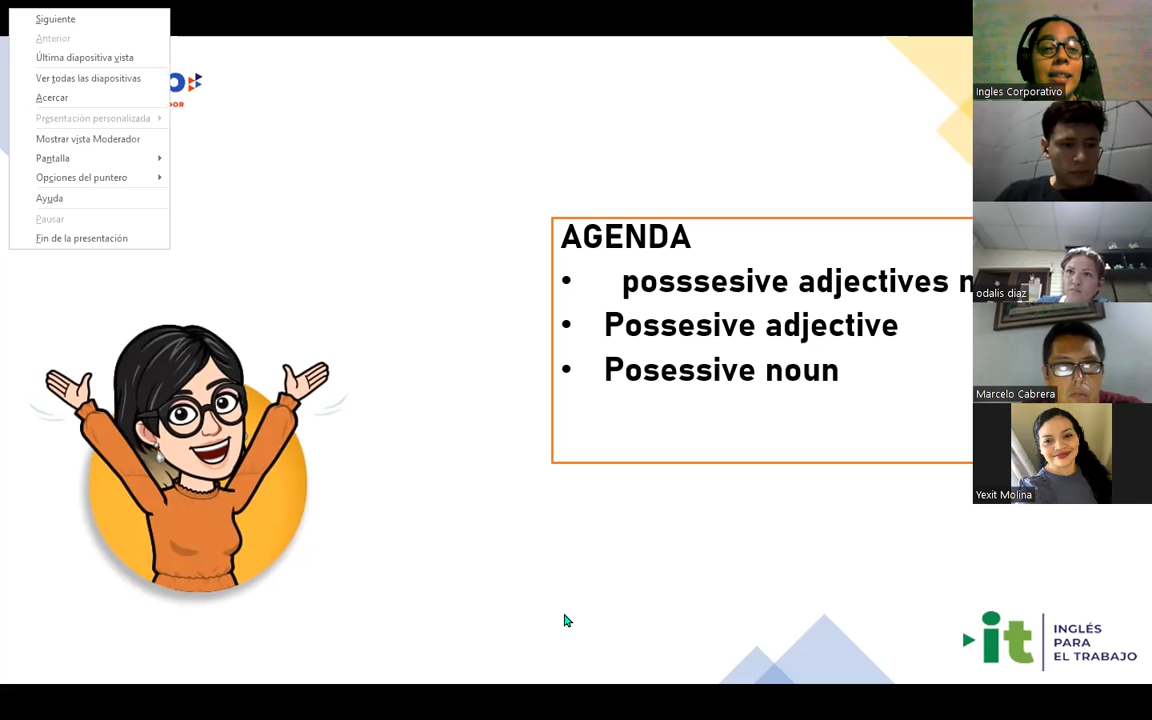 Siguiente
Anterior
Última diapositiva vista
Ver todas las diapositivas
Acercar
Presentación personalizada
Mostrar vista Moderador
Pantalla
Opciones del puntero
Ayuda
Pausar
Fin de la presentación
DOR
AGENDA
• posssesive adjectives
• Possesive adjective
• Posessive noun
Ingles Corporativo
odalis diaz
Marcelo Cabrera
Yexit Molina
it
INGLÉS
PARA
EL TRABAJO